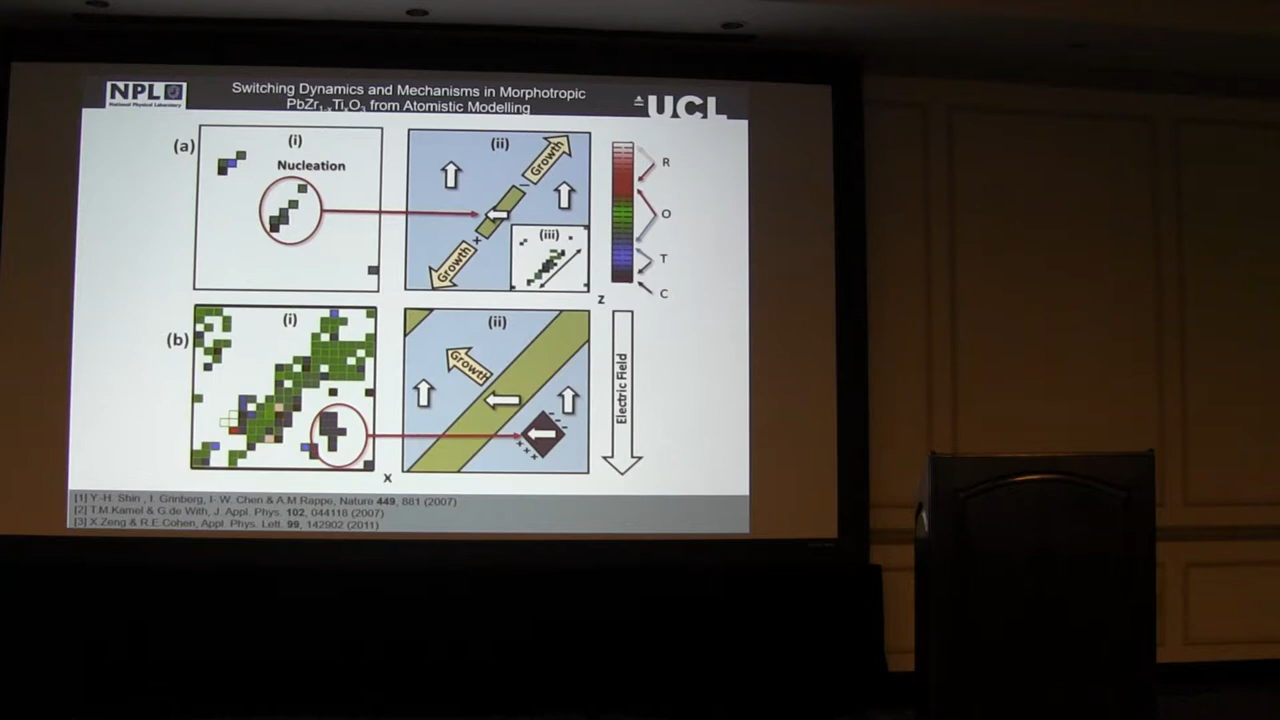 NPL
National Physical Laboratory
Switching Dynamics and Mechanisms in Morphotropic
PbZr1-xTixO3 from Atomistic Modelling
UCL
(a)
(i)
Nucleation
(ii)
Growth
Growth
- 
+
(iii)
R
O
T
C
Z
(b)
(i)
(ii)
Growth
- - -
+ + +
Electric Field
X
[1] Y-H. Shin , I. Grinberg, I- W. Chen & A.M Rappe, Nature 449, 881 (2007)
[2] T.M.Kamel & G.de With, J. Appl. Phys. 102, 044118 (2007)
[3] X.Zeng & R.E.Cohen, Appl. Phys. Lett. 99, 142902 (2011)